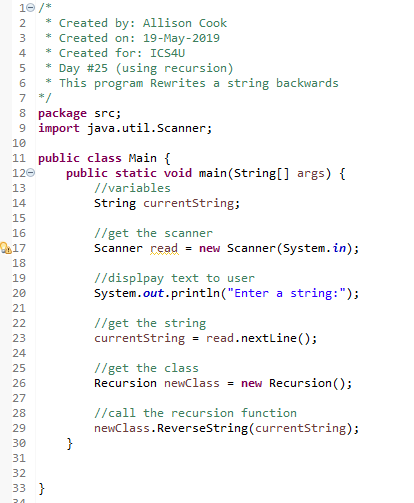 1 /*
2 * Created by: Allison Cook
3 * Created on: 19-May-2019
4 * Created for: ICS4U
5 * Day #25 (using recursion)
6 * This program Rewrites a string backwards
7 */
8 package src;
9 import java.util.Scanner;
10
11 public class Main {
12 public static void main(String[] args) {
13 //variables
14 String currentString;
15
16 //get the scanner
17 Scanner read = new Scanner(System.in);
18
19 //displpay text to user
20 System.out.println("Enter a string:");
21
22 //get the string
23 currentString = read.nextLine();
24
25 //get the class
26 Recursion newClass = new Recursion();
27
28 //call the recursion function
29 newClass.ReverseString(currentString);
30 }
31
32
33 }